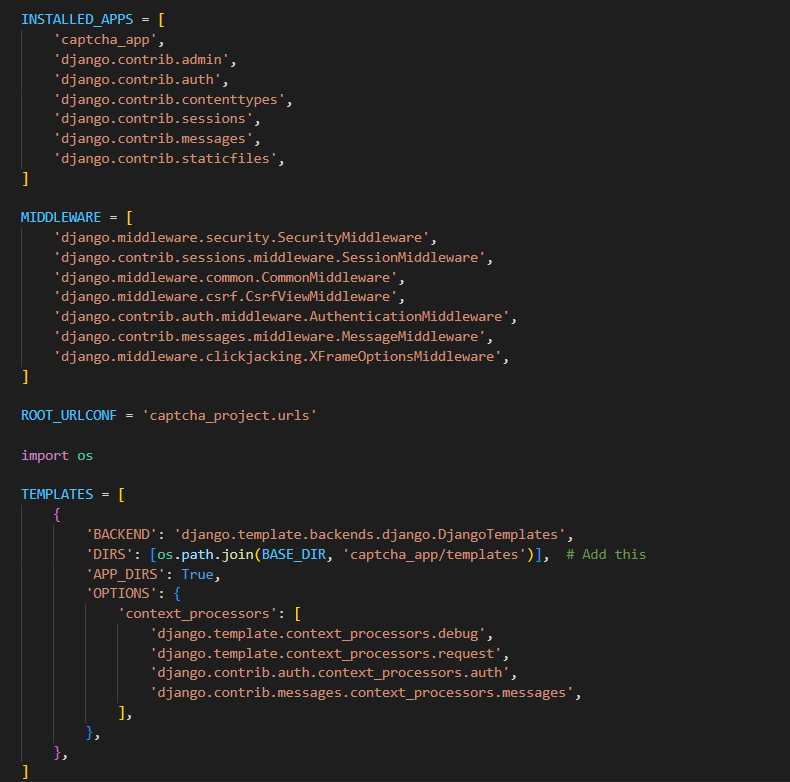 INSTALLED_APPS = [
    'captcha_app',
    'django.contrib.admin',
    'django.contrib.auth',
    'django.contrib.contenttypes',
    'django.contrib.sessions',
    'django.contrib.messages',
    'django.contrib.staticfiles',
]

MIDDLEWARE = [
    'django.middleware.security.SecurityMiddleware',
    'django.contrib.sessions.middleware.SessionMiddleware',
    'django.middleware.common.CommonMiddleware',
    'django.middleware.csrf.CsrfViewMiddleware',
    'django.contrib.auth.middleware.AuthenticationMiddleware',
    'django.contrib.messages.middleware.MessageMiddleware',
    'django.middleware.clickjacking.XFrameOptionsMiddleware',
]

ROOT_URLCONF = 'captcha_project.urls'

import os

TEMPLATES = [
    {
        'BACKEND': 'django.template.backends.django.DjangoTemplates',
        'DIRS': [os.path.join(BASE_DIR, 'captcha_app/templates')],  # Add this
        'APP_DIRS': True,
        'OPTIONS': {
            'context_processors': [
                'django.template.context_processors.debug',
                'django.template.context_processors.request',
                'django.contrib.auth.context_processors.auth',
                'django.contrib.messages.context_processors.messages',
            ],
        },
    },
]